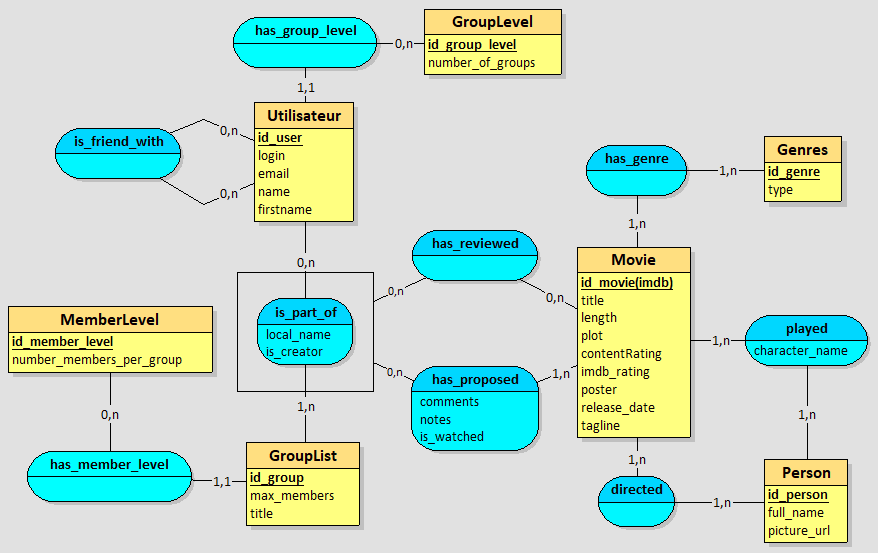 GroupLevel
id_group_level
number_of_groups
has_group_level
0,n
1,1
Utilisateur
id_user
login
email
name
firstname
is_friend_with
0,n
0,n
has_genre
1,n
Genres
id_genre
type
1,n
0,n
has_reviewed
0,n
0,n
Movie
id_movie(imdb)
title
length
plot
contentRating
imdb_rating
poster
release_date
tagline
is_part_of
local_name
is_creator
MemberLevel
id_member_level
number_members_per_group
played
character_name
1,n
0,n
has_proposed
comments
notes
is_watched
1,n
1,n
0,n
1,n
GroupList
id_group
max_members
title
has_member_level
1,1
1,n
directed
1,n
Person
id_person
full_name
picture_url